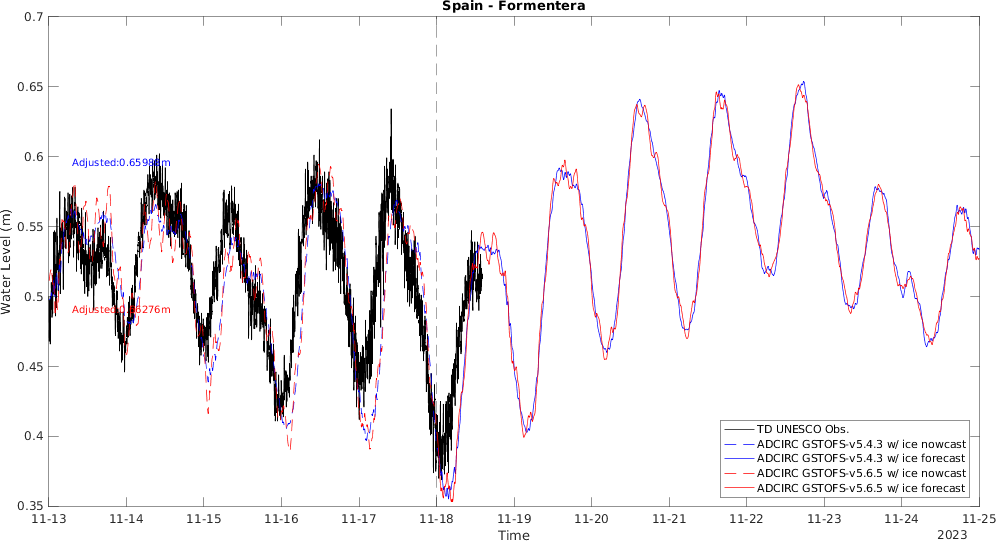 Spain - Formentera
0.7
0.65
0.6
0.55
0.5
0.45
0.4
0.35
Water Level (m)
TD UNESCO Obs.
ADCIRC GSTOFS-v5.4.3 w/ ice nowcast
ADCIRC GSTOFS-v5.4.3 w/ ice forecast
ADCIRC GSTOFS-v5.6.5 w/ ice nowcast
ADCIRC GSTOFS-v5.6.5 w/ ice forecast
11-13 11-14 11-15 11-16 11-17 11-18 11-19 11-20 11-21 11-22 11-23 11-24 11-25
Time
2023